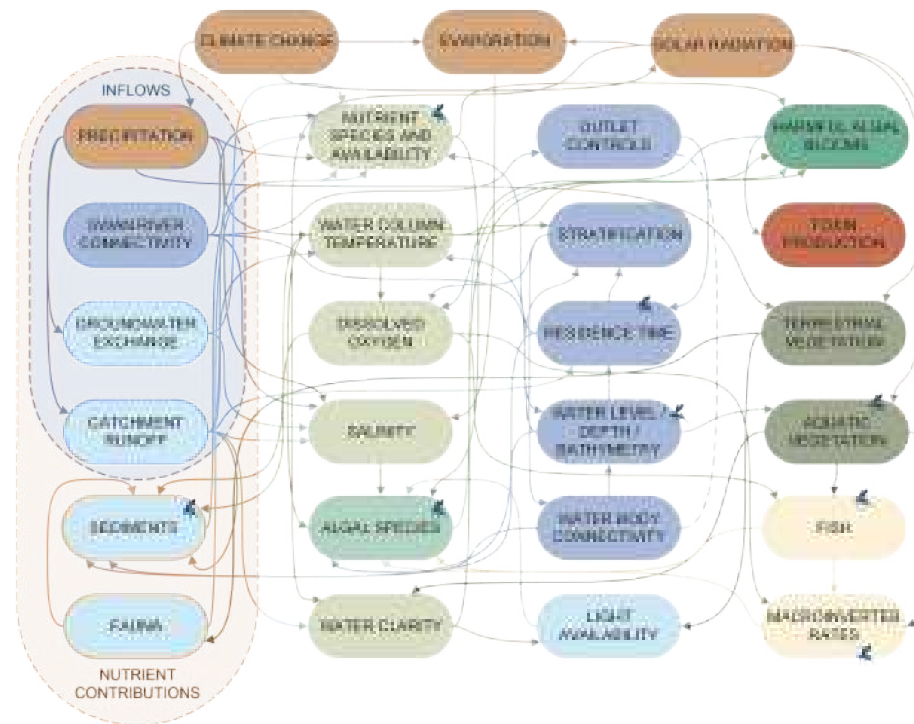 CLIMATE CHANGE
EVAPORATION
SOLAR RADIATION
INFLOWS
PRECIPITATION
NUTRIENT
SPECIES AND
AVAILABILITY
OUTLET
CONTROLS
HARMFUL ALGAL
BLOOMS
SWAN RIVER
CONNECTIVITY
WATER COLUMN
TEMPERATURE
STRATIFICATION
TOXIN
PRODUCTION
GROUNDWATER
EXCHANGE
DISSOLVED
OXYGEN
RESIDENCE TIME
TERRESTRIAL
VEGETATION
CATCHMENT
RUNOFF
SALINITY
WATER LEVEL /
DEPTH /
BATHYMETRY
AQUATIC
VEGETATION
SEDIMENTS
ALGAL SPECIES
WATER BODY
CONNECTIVITY
FISH
FAUNA
WATER CLARITY
LIGHT
AVAILABILITY
MACROINVERTEB
RATES
NUTRIENT
CONTRIBUTIONS